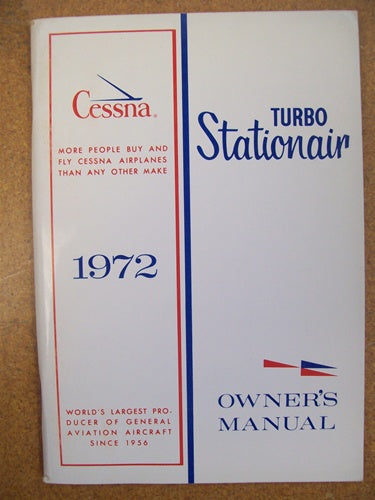 Cessna®
MORE PEOPLE BUY AND
FLY CESSNA AIRPLANES
THAN ANY OTHER MAKE
1972
WORLD'S LARGEST PRO-
DUCER OF GENERAL
AVIATION AIRCRAFT
SINCE 1956
TURBO
Stationair
OWNER'S
MANUAL